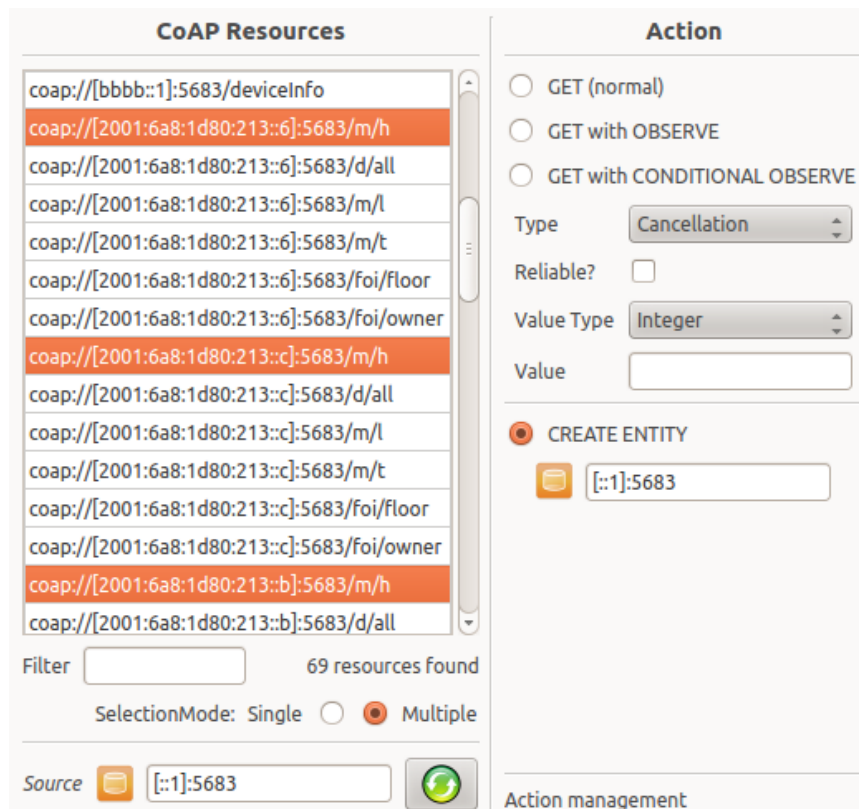 CoAP Resources
coap://[bbbb::1]:5683/deviceInfo
coap://[2001:6a8:1d80:213::6]:5683/m/h
coap://[2001:6a8:1d80:213::6]:5683/d/all
coap://[2001:6a8:1d80:213::6]:5683/m/l
coap://[2001:6a8:1d80:213::6]:5683/m/t
coap://[2001:6a8:1d80:213::6]:5683/foi/floor
coap://[2001:6a8:1d80:213::6]:5683/foi/owner
coap://[2001:6a8:1d80:213::c]:5683/m/h
coap://[2001:6a8:1d80:213::c]:5683/d/all
coap://[2001:6a8:1d80:213::c]:5683/m/l
coap://[2001:6a8:1d80:213::c]:5683/m/t
coap://[2001:6a8:1d80:213::c]:5683/foi/floor
coap://[2001:6a8:1d80:213::c]:5683/foi/owner
coap://[2001:6a8:1d80:213::b]:5683/m/h
coap://[2001:6a8:1d80:213::b]:5683/d/all
Filter 69 resources found
SelectionMode: Single Multiple
Source [::1]:5683
Action
GET (normal)
GET with OBSERVE
GET with CONDITIONAL OBSERVE
Type Cancellation
Reliable?
Value Type Integer
Value
CREATE ENTITY
[::1]:5683
Action management